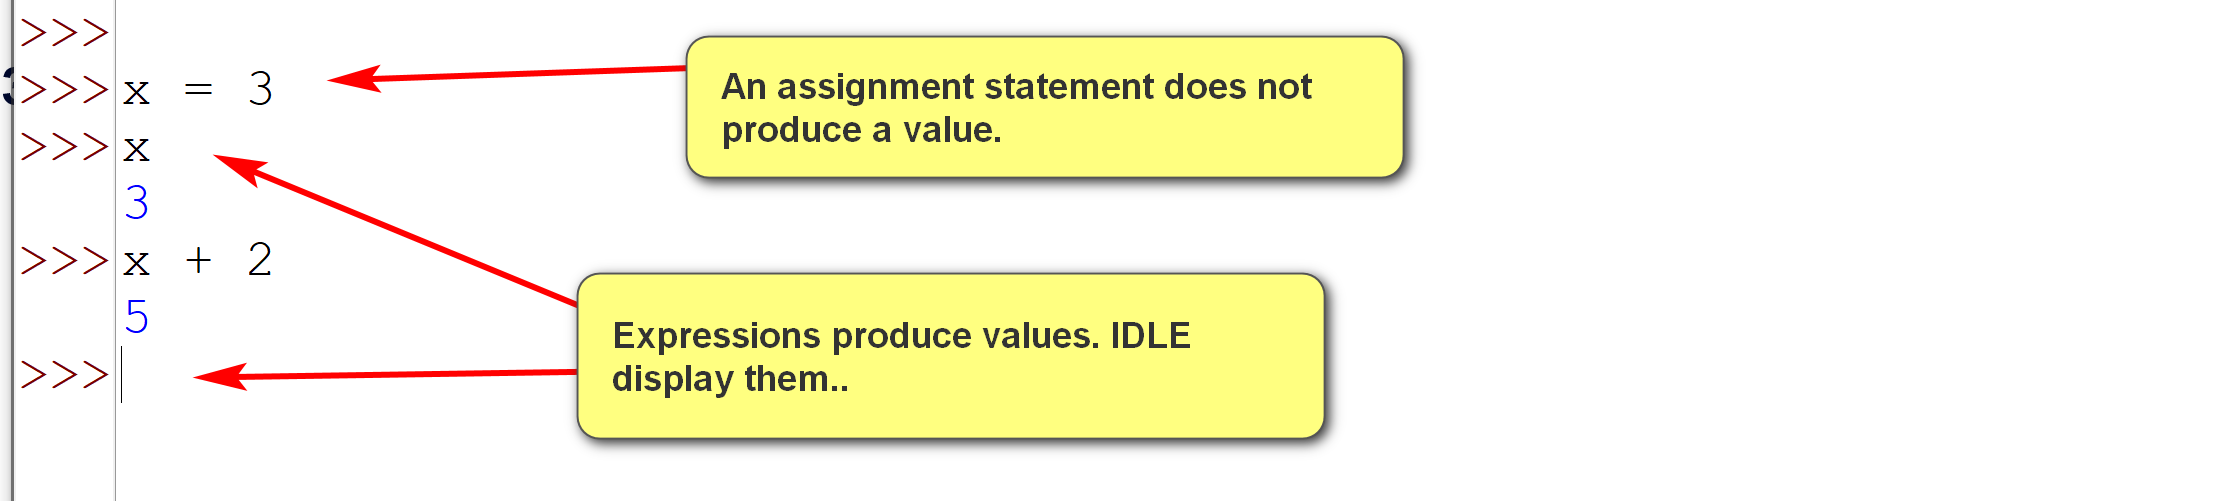 >>>
>>> x = 3
An assignment statement does not
produce a value.
>>> x
3
>>> x + 2
5
Expressions produce values. IDLE
display them..
>>>